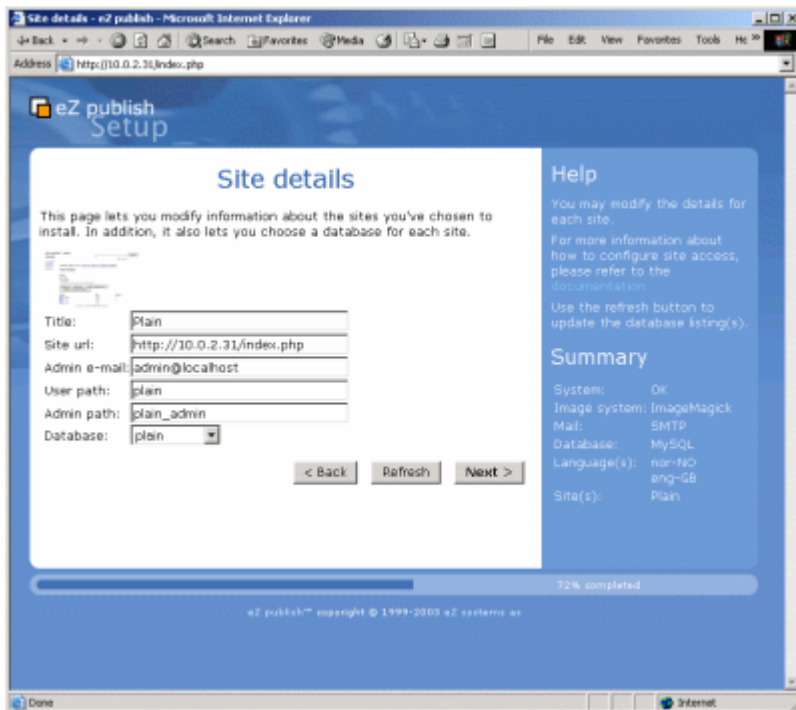 Site details - eZ publish - Microsoft Internet Explorer
Back
Search Favorites Media
File Edit View Favorites Tools He »
Address http://10.0.2.31/index.php
eZ publish
Setup
Site details
This page lets you modify information about the sites you've chosen to
install. In addition, it also lets you choose a database for each site.
Title: Plain
Site url: http://10.0.2.31/index.php
Admin e-mail: admin@localhost
User path: plain
Admin path: plain_admin
Database: plain
< Back Refresh Next >
Help
You may modify the details for
each site.
For more information about
how to configure site access,
please refer to the
documentation
Use the refresh button to
update the database listing(s).
Summary
System: OK
Image system: ImageMagick
Mail: SMTP
Database: MySQL
Language(s): nor-NO
eng-GB
Site(s): Plain
72% completed
eZ publish™ copyright © 1999-2003 eZ systems as
Done
Internet